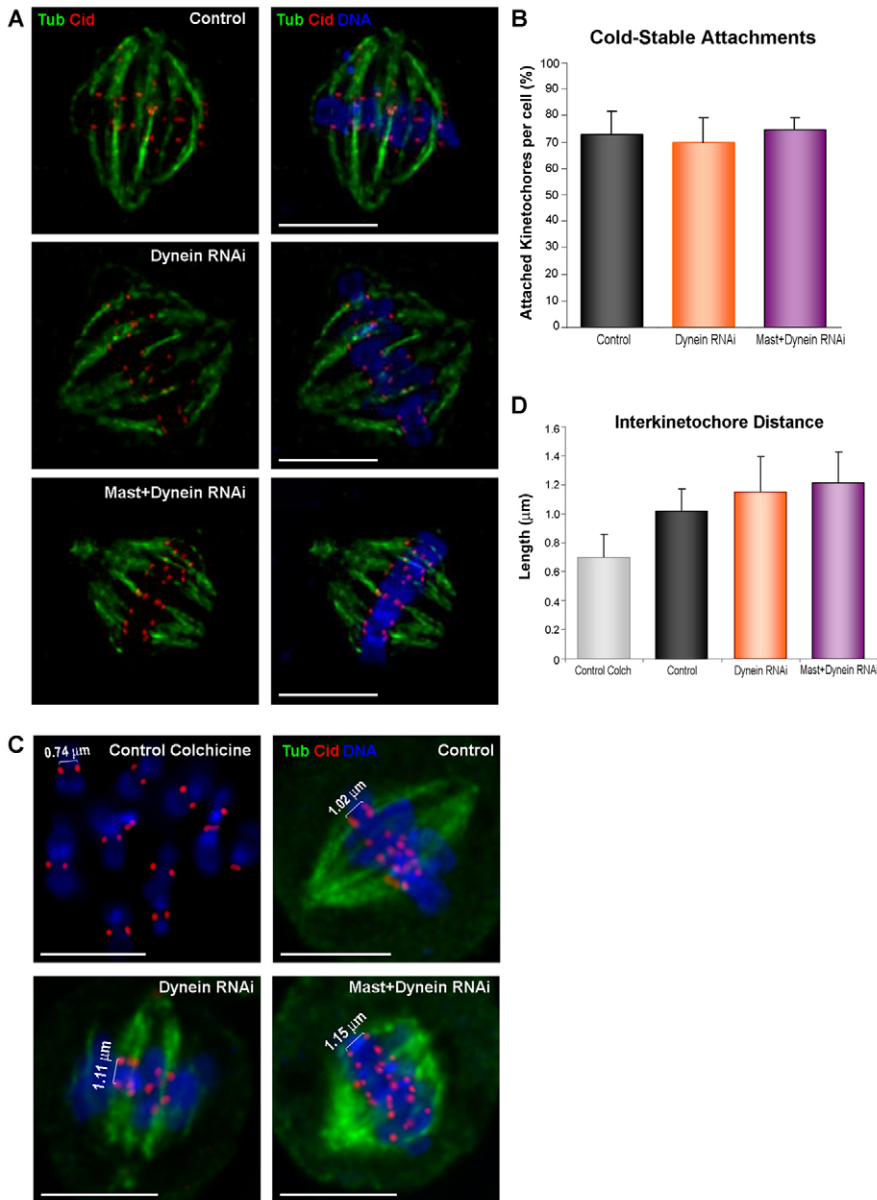 A
Tub Cid Control
Tub Cid DNA
Dynein RNAi
Mast+Dynein RNAi
B
Cold-Stable Attachments
Attached Kinetochores per cell (%)
100
90
80
70
60
50
40
30
20
10
0
Control Dynein RNAi Mast+Dynein RNAi
D
Interkinetochore Distance
Length (µm)
1.6
1.4
1.2
1.0
0.8
0.6
0.4
0.2
0
Control Colch Control Dynein RNAi Mast+Dynein RNAi
C
0.74 µm
Control Colchicine
Tub Cid DNA Control
1.02 µm
Dynein RNAi
1.11 µm
Mast+Dynein RNAi
1.15 µm